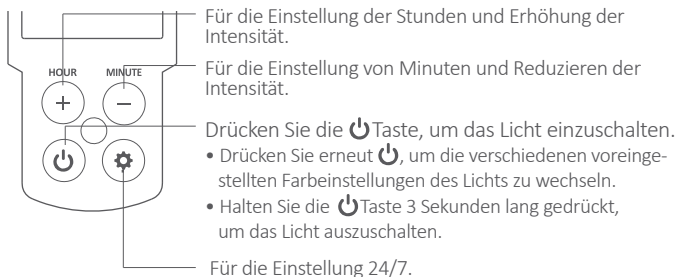 Für die Einstellung der Stunden und Erhöhung der
Intensität.
HOUR MINUTE
Für die Einstellung von Minuten und Reduzieren der
Intensität.
Drücken Sie die ⏻ Taste, um das Licht einzuschalten.
• Drücken Sie erneut ⏻, um die verschiedenen voreinge-
stellten Farbeinstellungen des Lichts zu wechseln.
• Halten Sie die ⏻ Taste 3 Sekunden lang gedrückt,
um das Licht auszuschalten.
Für die Einstellung 24/7.